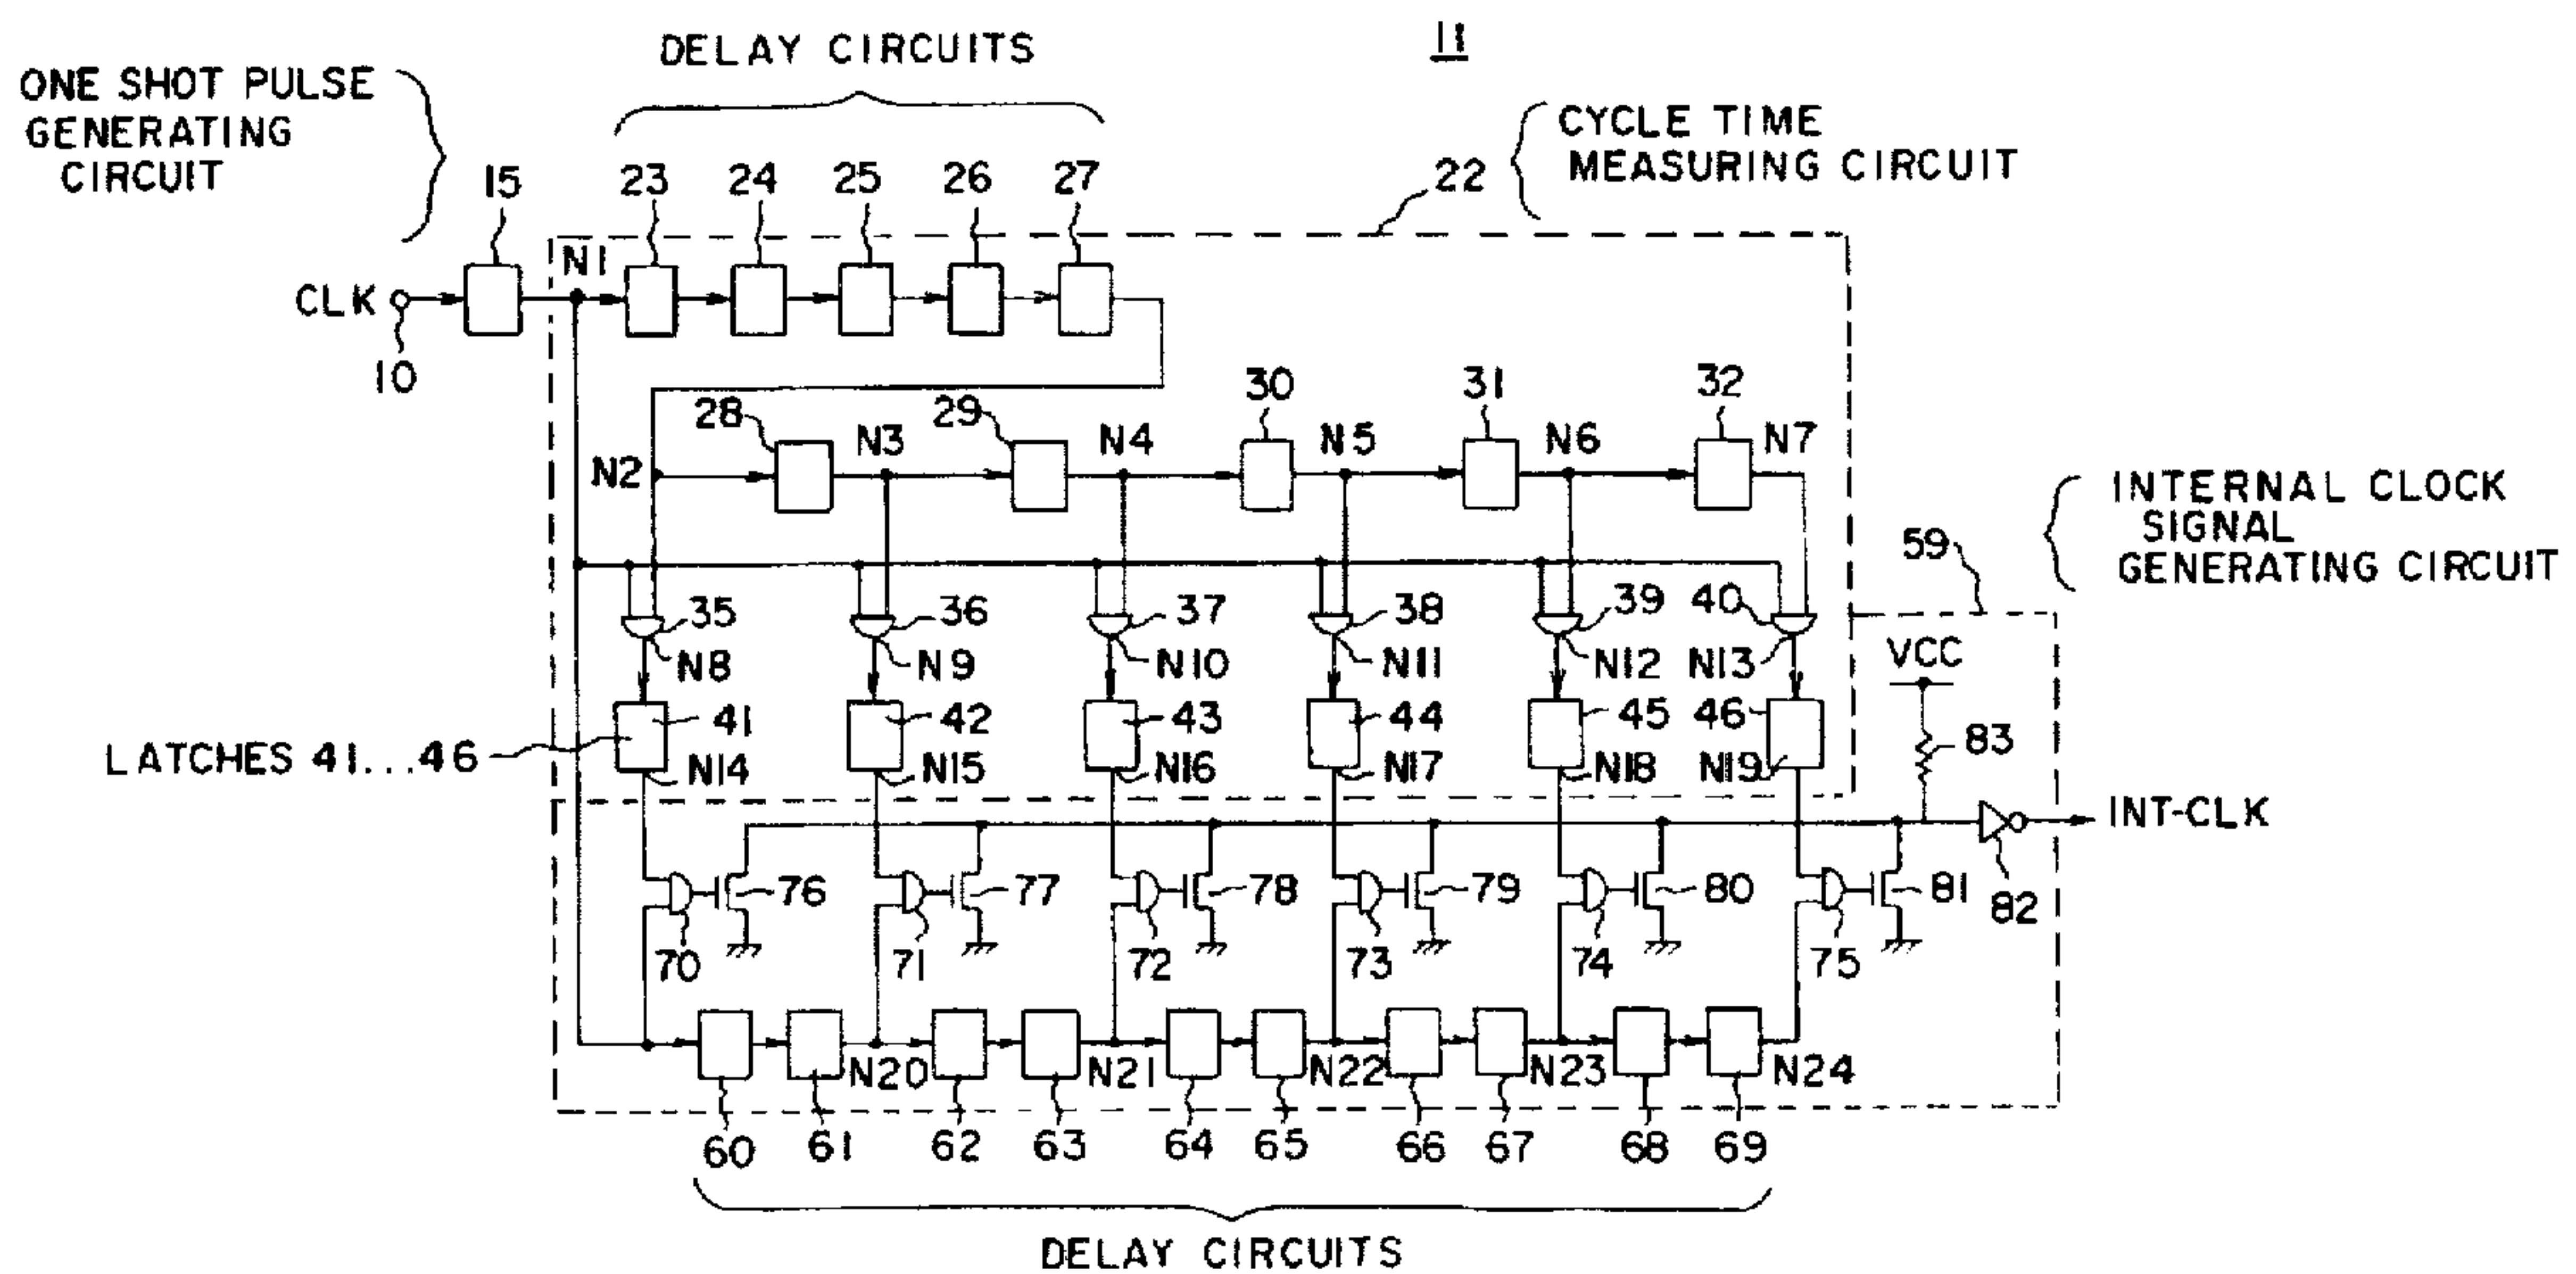 11
DELAY CIRCUITS
ONE SHOT PULSE
GENERATING
CIRCUIT
CYCLE TIME
MEASURING CIRCUIT
22
15 23 24 25 26 27
N1
CLK
10
28 29 30 31 32
N2 N3 N4 N5 N6 N7
INTERNAL CLOCK
SIGNAL
GENERATING CIRCUIT
59
35 36 37 38 39 40
N8 N9 N10 N11 N12 N13
VCC
41 42 43 44 45 46
83
LATCHES 41...46
N14 N15 N16 N17 N18 N19
INT-CLK
76 77 78 79 80 81
82
70 71 72 73 74 75
N20 N21 N22 N23 N24
60 61 62 63 64 65 66 67 68 69
DELAY CIRCUITS